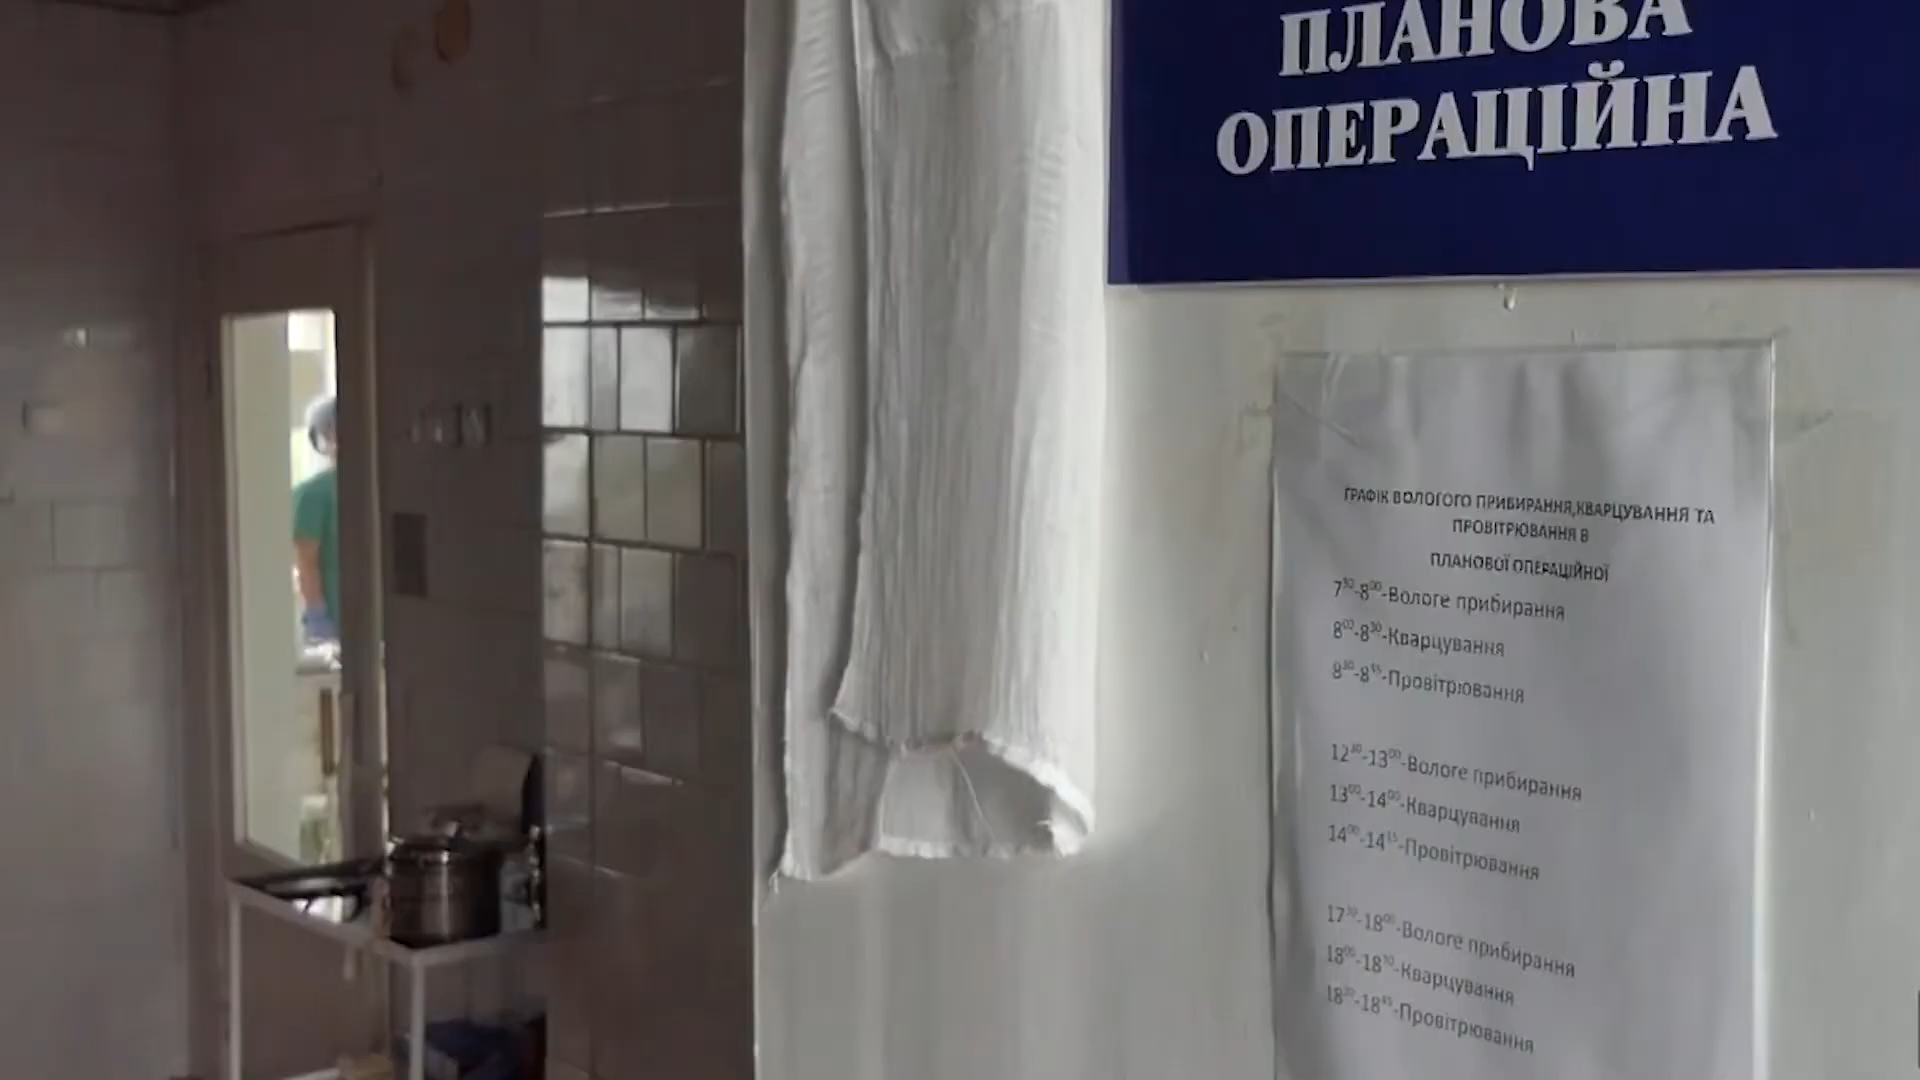 ПЛАНОВА
ОПЕРАЦІЙНА
ГРАФІК ВОЛОГОГО ПРИБИРАННЯ,КВАРЦУВАННЯ ТА
ПРОВІТРЮВАННЯ В
ПЛАНОВОЇ ОПЕРАЦІЙНОЇ
7³⁰-8⁰⁰-Вологе прибирання
8⁰⁰-8³⁰-Кварцування
8³⁰-8⁴⁵-Провітрювання
12³⁰-13⁰⁰-Вологе прибирання
13⁰⁰-14⁰⁰-Кварцування
14⁰⁰-14¹⁵-Провітрювання
17³⁰-18⁰⁰-Вологе прибирання
18⁰⁰-18³⁰-Кварцування
18³⁰-18⁴⁵-Провітрювання